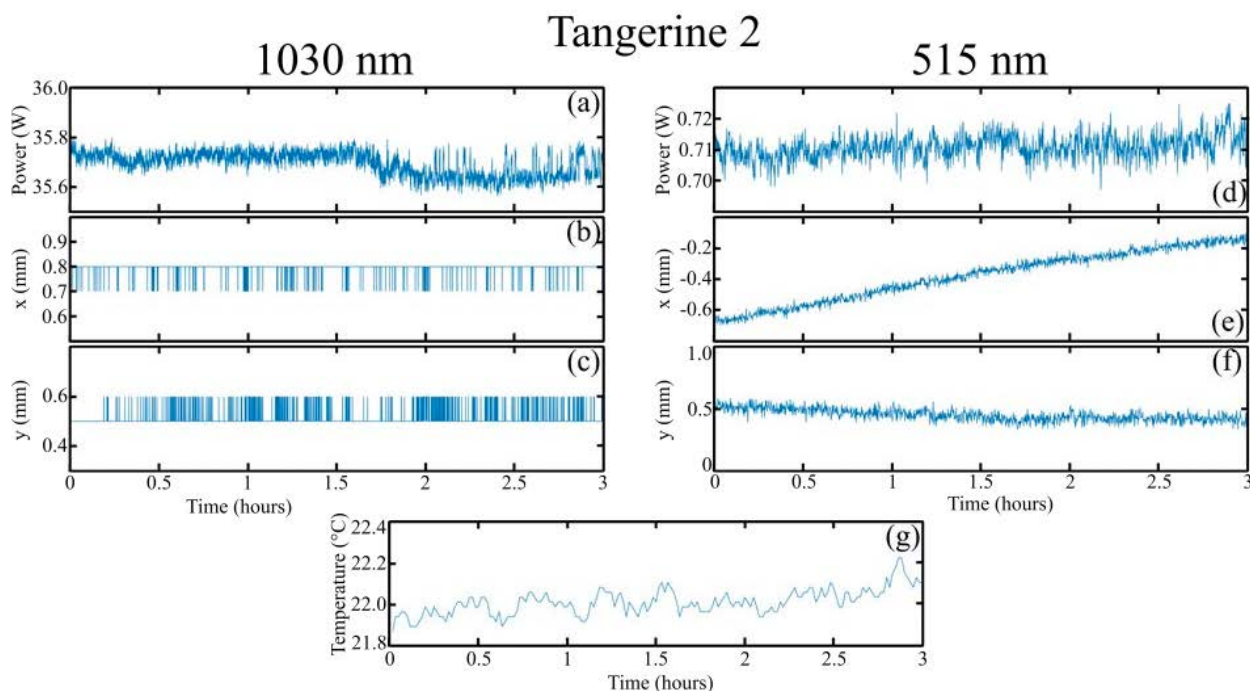 Tangerine 2
1030 nm
515 nm
(a)
Power (W)
36.0
35.8
35.6
(b)
x (mm)
0.9
0.8
0.7
0.6
(c)
y (mm)
0.6
0.4
0 0.5 1 1.5 2 2.5 3
Time (hours)
(d)
Power (W)
0.72
0.71
0.70
(e)
x (mm)
-0.2
-0.4
-0.6
(f)
y (mm)
1.0
0.5
0
0 0.5 1 1.5 2 2.5 3
Time (hours)
(g)
Temperature (°C)
22.4
22.2
22.0
21.8
0 0.5 1 1.5 2 2.5 3
Time (hours)